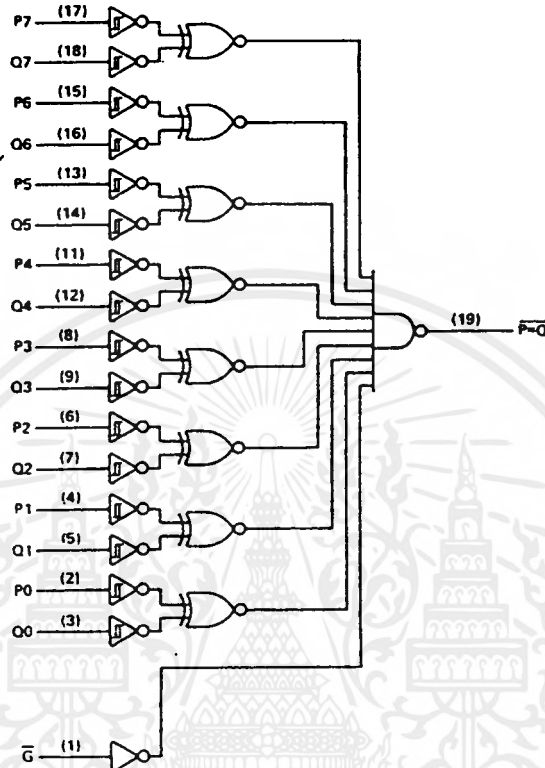 P7 (17)
Q7 (18)
P6 (15)
Q6 (16)
P5 (13)
Q5 (14)
P4 (11)
Q4 (12)
P3 (8)
Q3 (9)
P2 (6)
Q2 (7)
P1 (4)
Q1 (5)
P0 (2)
Q0 (3)
G̅ (1)
(19) P̅=̅Q̅